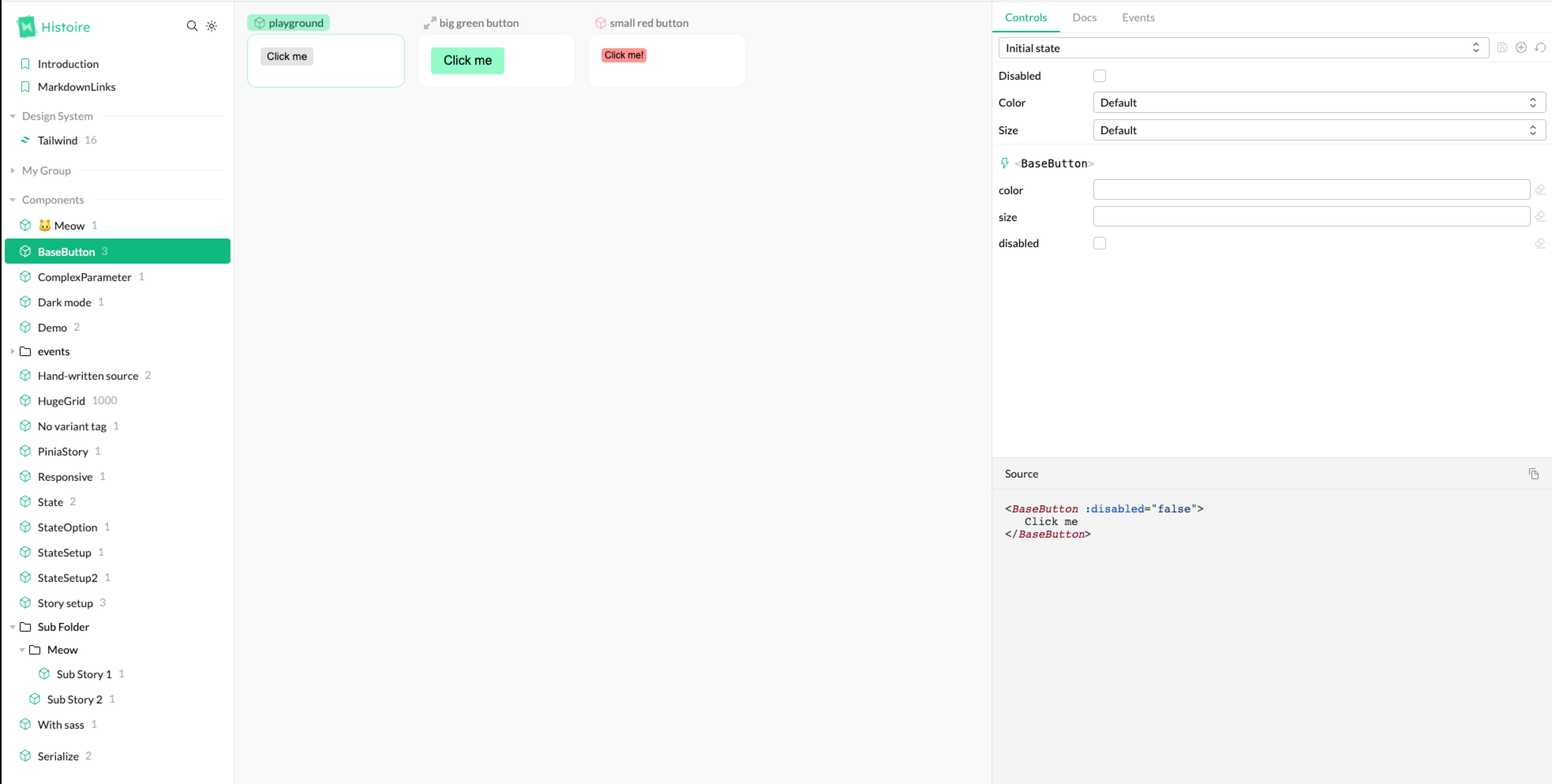 Histoire
Introduction
MarkdownLinks
Design System
Tailwind 16
My Group
Components
🐱 Meow 1
BaseButton 3
ComplexParameter 1
Dark mode 1
Demo 2
events
Hand-written source 2
HugeGrid 1000
No variant tag 1
PiniaStory 1
Responsive 1
State 2
StateOption 1
StateSetup 1
StateSetup2 1
Story setup 3
Sub Folder
Meow
Sub Story 1 1
Sub Story 2 1
With sass 1
Serialize 2
playground
Click me
big green button
Click me
small red button
Click me!
Controls Docs Events
Initial state
Disabled
Color Default
Size Default
<BaseButton>
color
size
disabled
Source
<BaseButton :disabled="false">
Click me
</BaseButton>